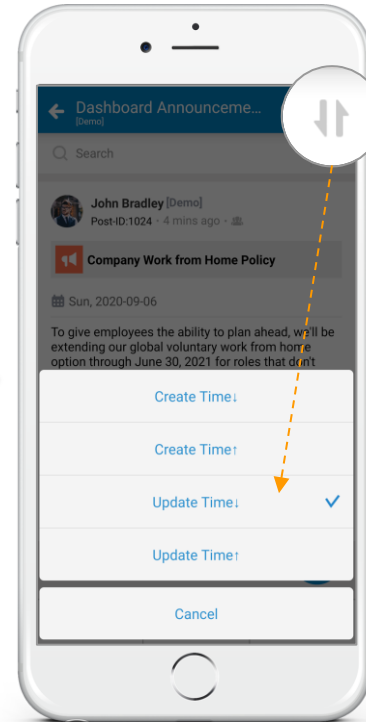 Dashboard Announceme...
[Demo]
Search
John Bradley [Demo]
Post-ID:1024 · 4 mins ago ·
Company Work from Home Policy
Sun, 2020-09-06
To give employees the ability to plan ahead, we'll be
extending our global voluntary work from home
option through June 30, 2021 for roles that don't
Create Time↓
Create Time↑
Update Time↓
Update Time↑
Cancel